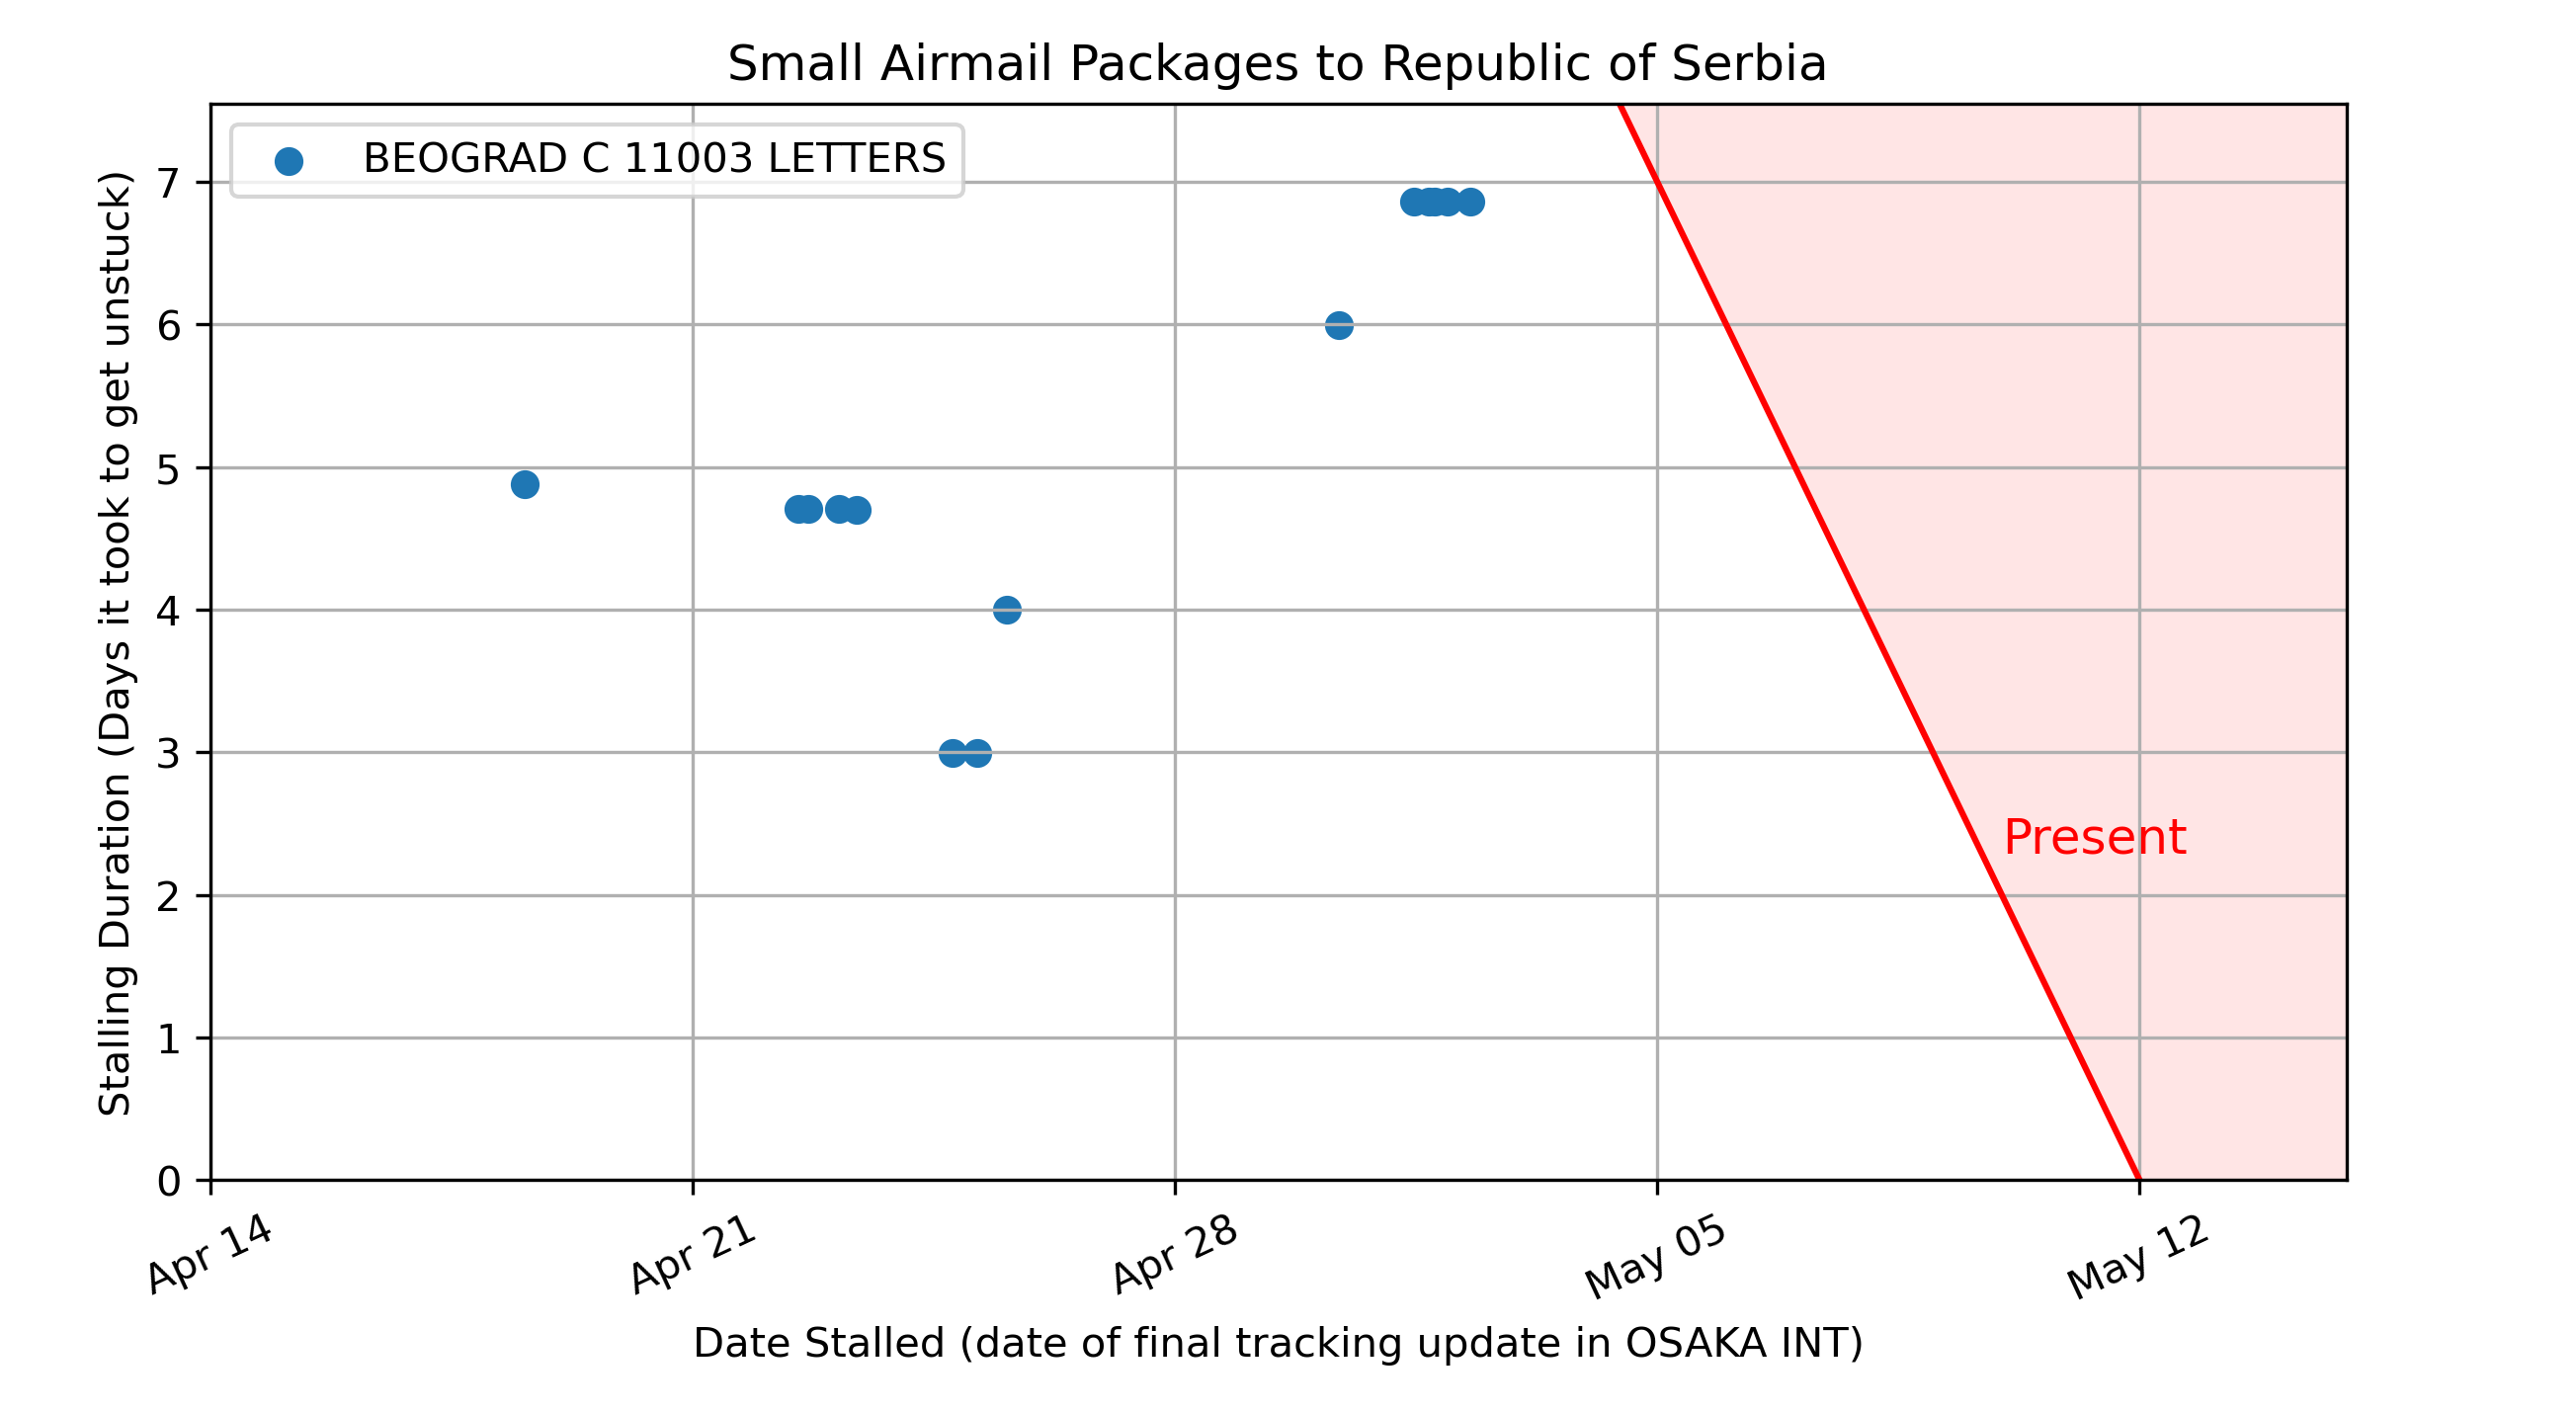 Small Airmail Packages to Republic of Serbia
BEOGRAD C 11003 LETTERS
Stalling Duration (Days it took to get unstuck)
7
6
5
4
3
2
1
0
Present
Apr 14
Apr 21
Apr 28
May 05
May 12
Date Stalled (date of final tracking update in OSAKA INT)